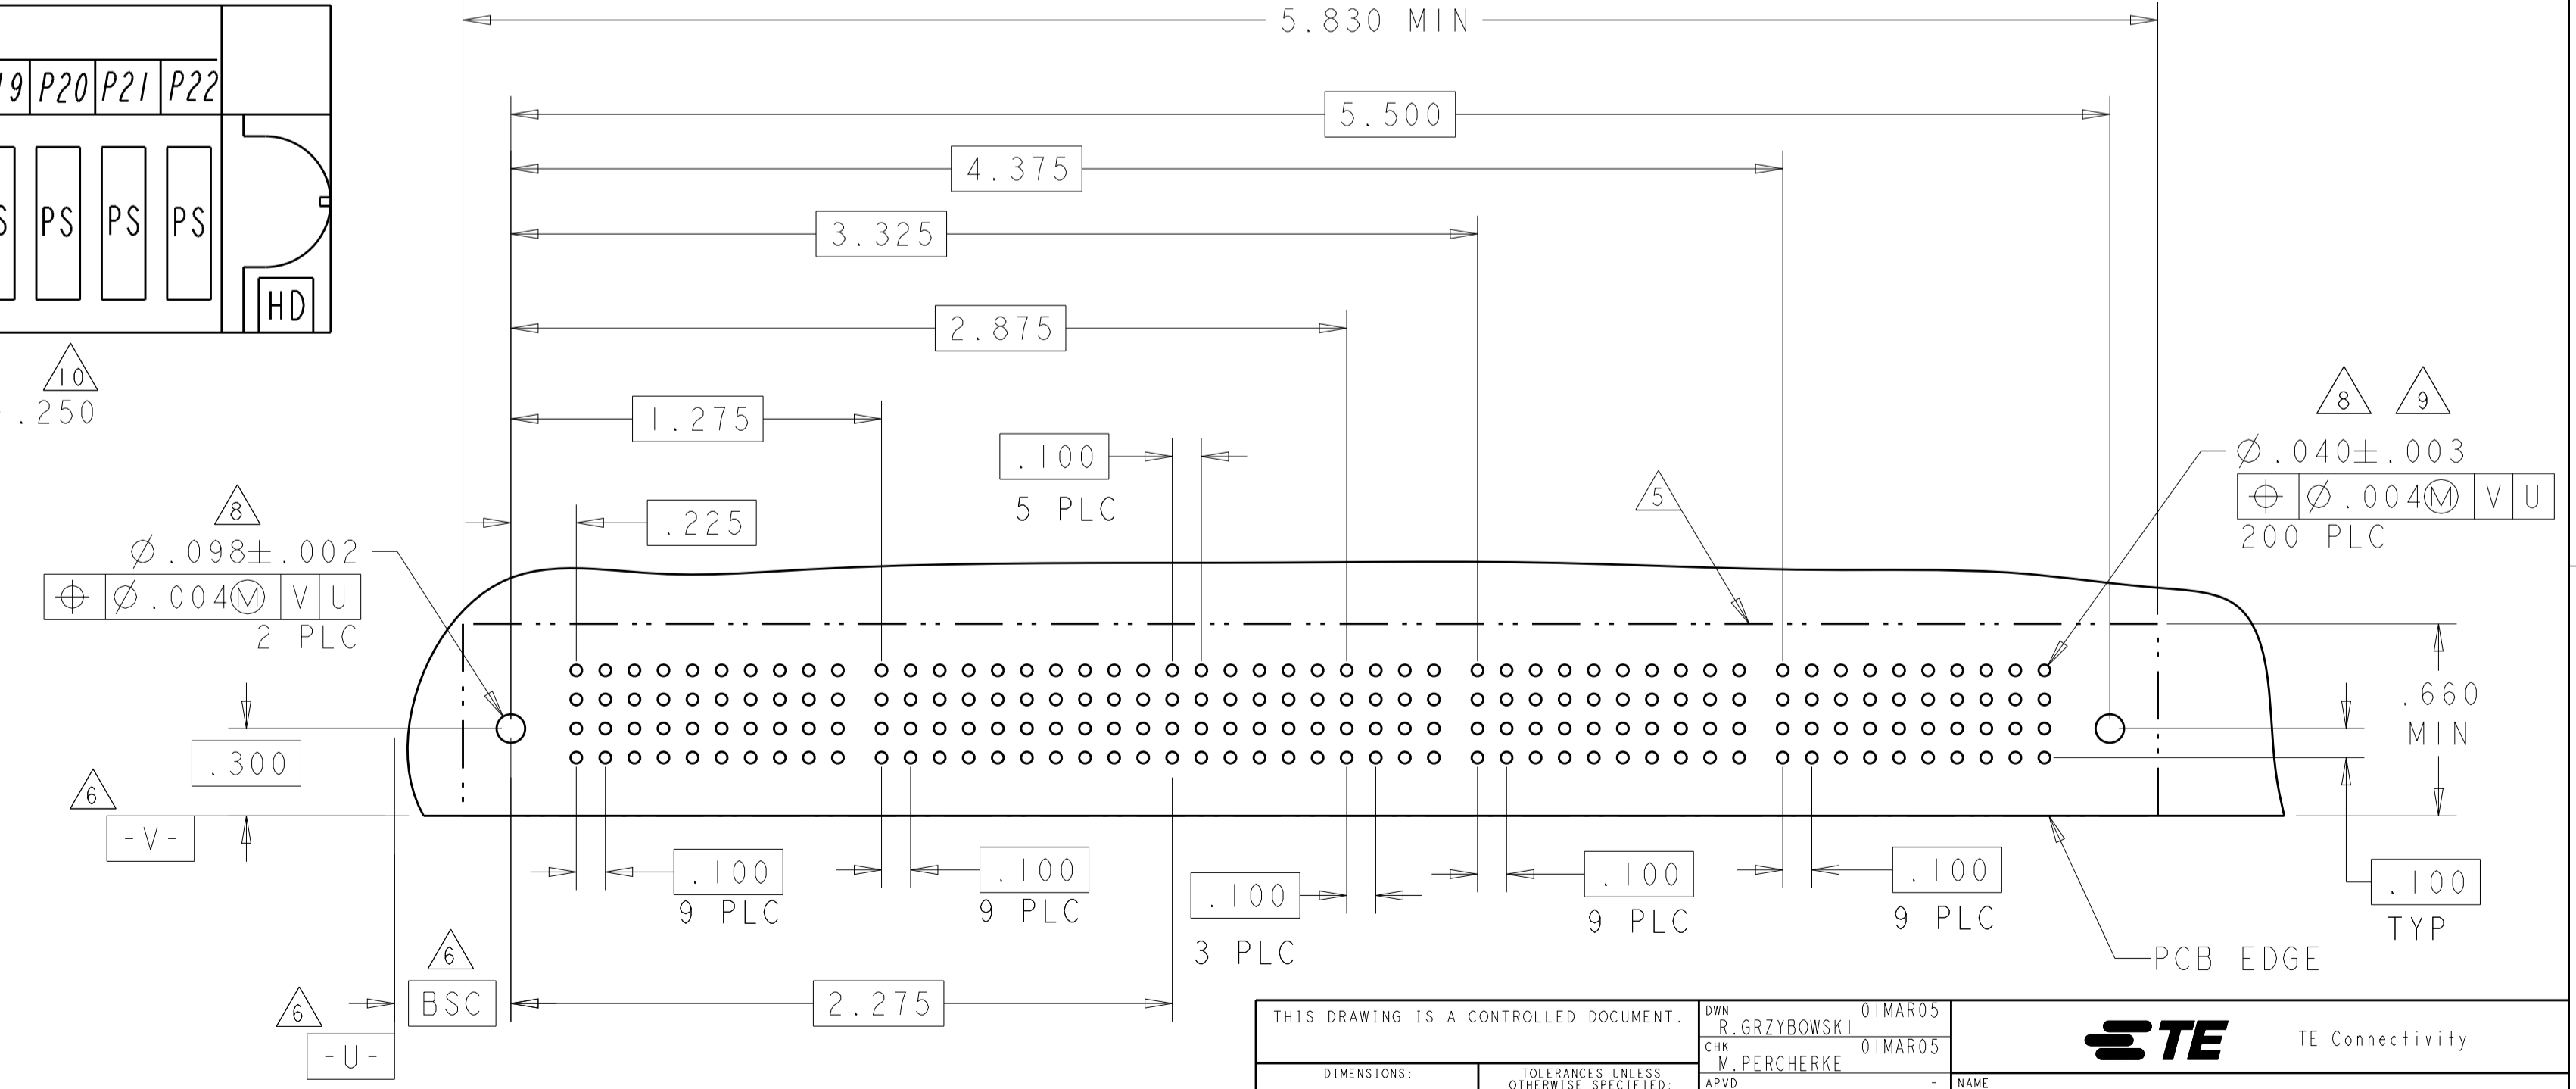 5.830 MIN
9 P20 P21 P22
5.500
4.375
PS PS PS
3.325
HD
2.875
10
.250
8 9
1.275
.100
5 PLC
Ø.040±.003
⌖ Ø.004Ⓜ V U
200 PLC
5
.225
8
Ø.098±.002
⌖ Ø.004Ⓜ V U
2 PLC
.660
MIN
.300
6
-V-
.100
9 PLC
.100
9 PLC
.100
3 PLC
.100
9 PLC
.100
9 PLC
.100
TYP
PCB EDGE
6
BSC
2.275
6
-U-
THIS DRAWING IS A CONTROLLED DOCUMENT.
DWN 01MAR05
R.GRZYBOWSKI
CHK 01MAR05
M.PERCHERKE
APVD -
TE TE Connectivity
DIMENSIONS:
TOLERANCES UNLESS
OTHERWISE SPECIFIED:
NAME